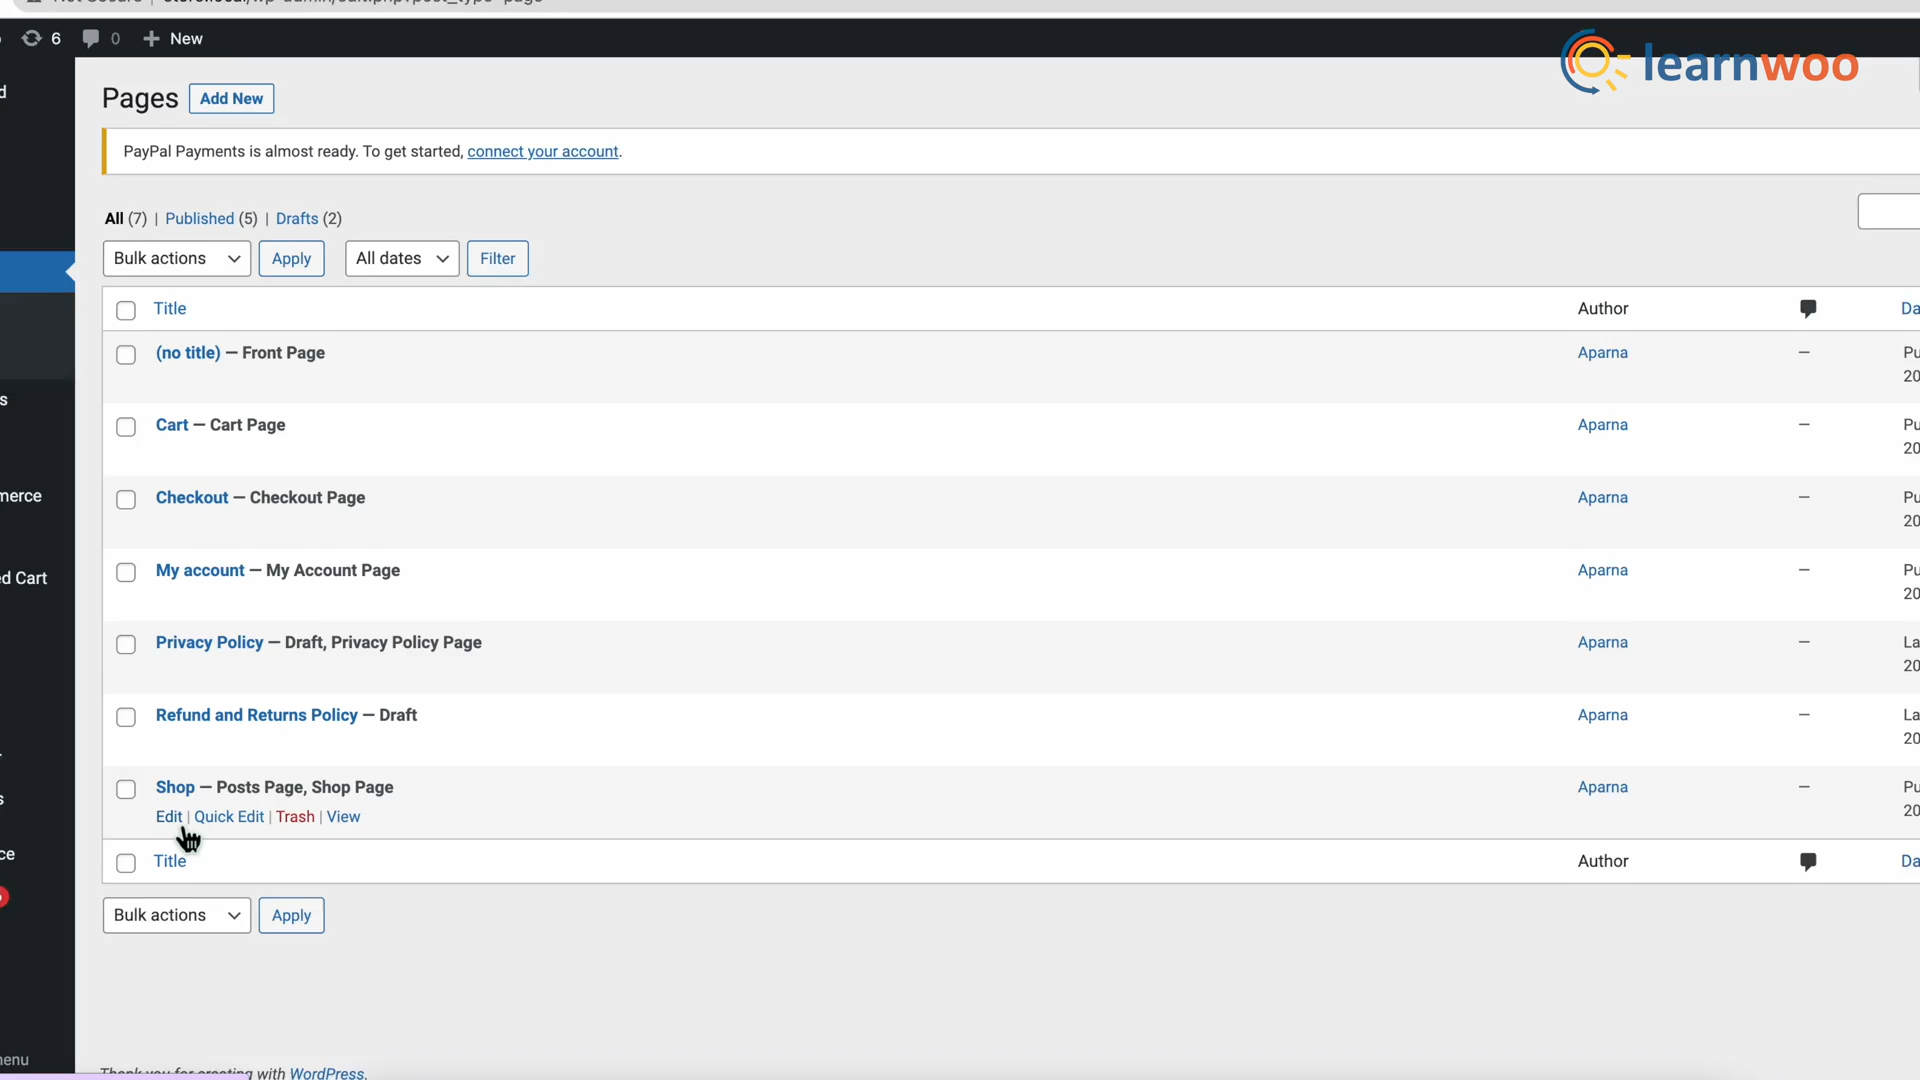 6 0 New
learnwoo
Pages Add New
PayPal Payments is almost ready. To get started, connect your account.
All (7) | Published (5) | Drafts (2)
Bulk actions Apply All dates Filter
Title Author Da
(no title) — Front Page Aparna — Pu
20
Cart — Cart Page Aparna — Pu
20
merce
Checkout — Checkout Page Aparna — Pu
20
My account — My Account Page Aparna — Pu
ed Cart
20
Privacy Policy — Draft, Privacy Policy Page Aparna — La
20
Refund and Returns Policy — Draft Aparna — La
20
Shop — Posts Page, Shop Page Aparna — Pu
Edit | Quick Edit | Trash | View
20
ce
Title Author Da
Bulk actions Apply
menu
Thank you for creating with WordPress.